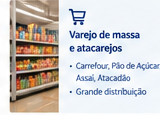 Varejo de massa
e atacarejos
• Carrefour, Pão de Açúcar,
Assaí, Atacadão
• Grande distribuição